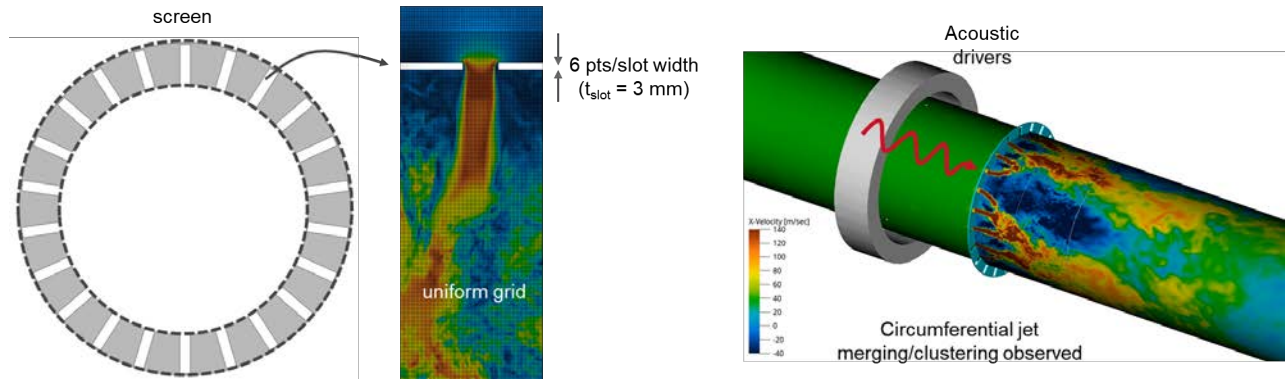 screen
6 pts/slot width
(t_slot = 3 mm)
uniform grid
Acoustic
drivers
X-Velocity [m/sec]
140
120
100
80
60
40
20
0
-20
-40
Circumferential jet
merging/clustering observed